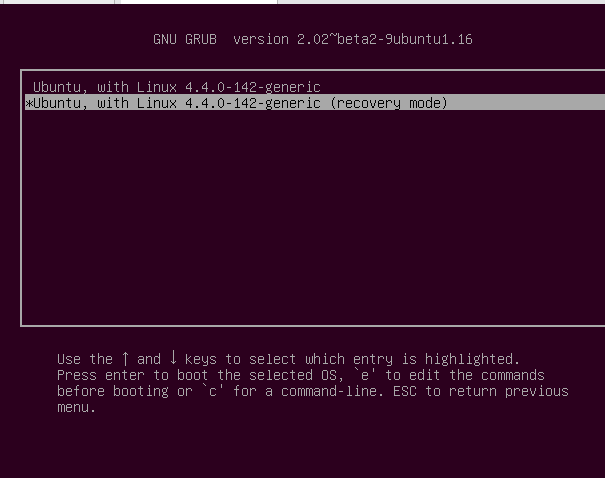 GNU GRUB  version 2.02~beta2-9ubuntu1.16
Ubuntu, with Linux 4.4.0-142-generic
*Ubuntu, with Linux 4.4.0-142-generic (recovery mode)
Use the ↑ and ↓ keys to select which entry is highlighted.
Press enter to boot the selected OS, `e' to edit the commands
before booting or `c' for a command-line. ESC to return previous
menu.